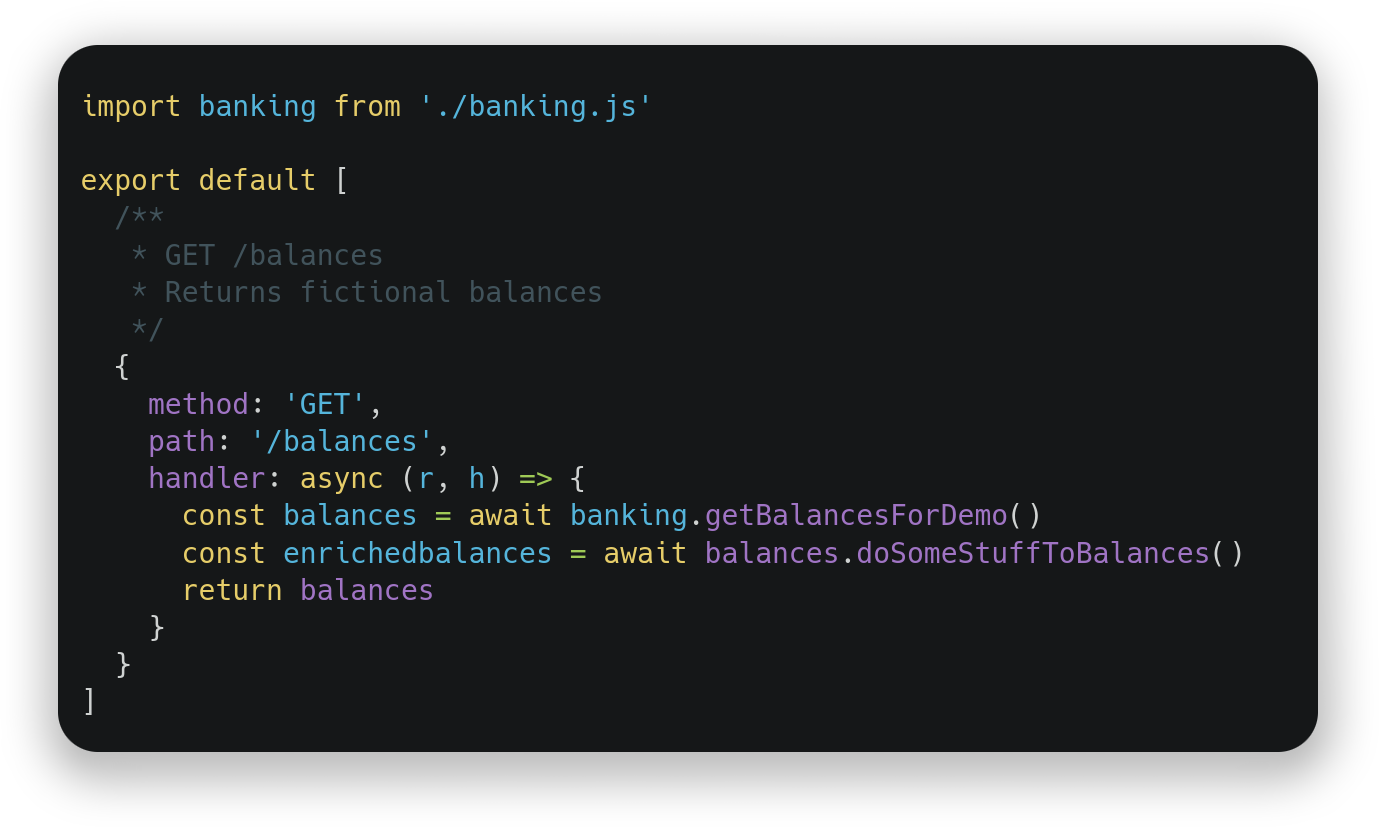 import banking from './banking.js'

export default [
  /**
   * GET /balances
   * Returns fictional balances
   */
  {
    method: 'GET',
    path: '/balances',
    handler: async (r, h) => {
      const balances = await banking.getBalancesForDemo()
      const enrichedbalances = await balances.doSomeStuffToBalances()
      return balances
    }
  }
]